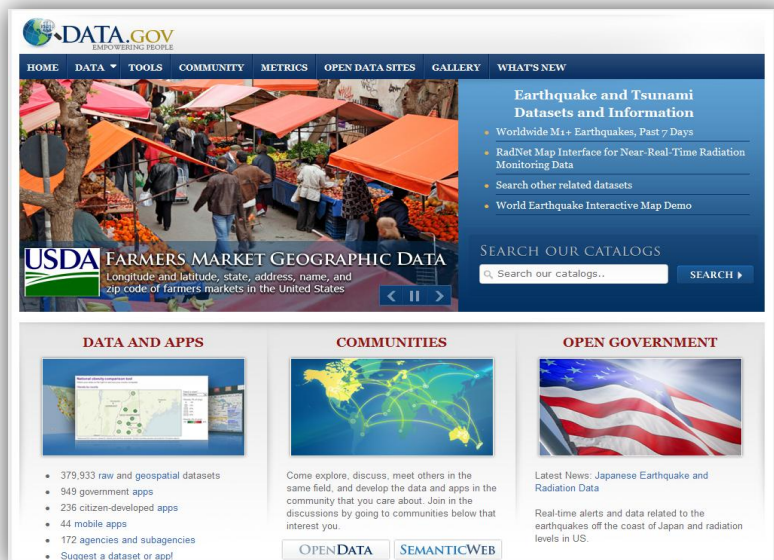 DATA.GOV
EMPOWERING PEOPLE
HOME DATA TOOLS COMMUNITY METRICS OPEN DATA SITES GALLERY WHAT'S NEW
Earthquake and Tsunami
Datasets and Information
Worldwide M1+ Earthquakes, Past 7 Days
RadNet Map Interface for Near-Real-Time Radiation
Monitoring Data
Search other related datasets
World Earthquake Interactive Map Demo
USDA
FARMERS MARKET GEOGRAPHIC DATA
Longitude and latitude, state, address, name, and
zip code of farmers markets in the United States
SEARCH OUR CATALOGS
Search our catalogs..
SEARCH
DATA AND APPS
379,933 raw and geospatial datasets
949 government apps
236 citizen-developed apps
44 mobile apps
172 agencies and subagencies
Suggest a dataset or app!
COMMUNITIES
Come explore, discuss, meet others in the
same field, and develop the data and apps in the
community that you care about. Join in the
discussions by going to communities below that
interest you.
OPENDATA SEMANTICWEB
OPEN GOVERNMENT
Latest News: Japanese Earthquake and
Radiation Data
Real-time alerts and data related to the
earthquakes off the coast of Japan and radiation
levels in US.